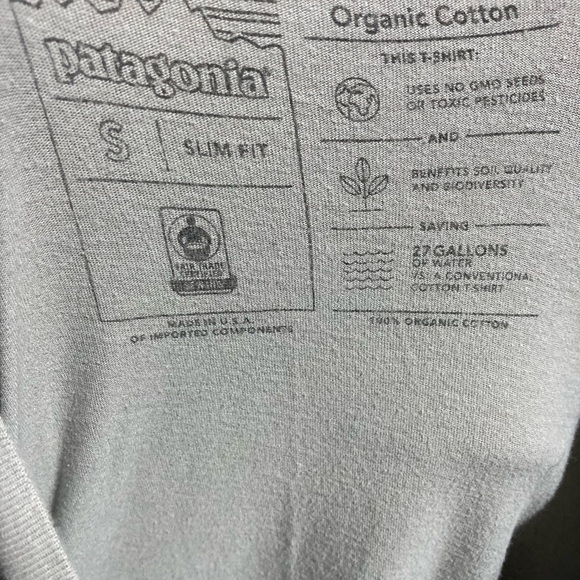 patagonia
S
SLIM FIT
FAIR TRADE
CERTIFIED
MADE IN U.S.A.
OF IMPORTED COMPONENTS
Organic Cotton
THIS T-SHIRT:
USES NO GMO SEEDS
OR TOXIC PESTICIDES
AND
BENEFITS SOIL QUALITY
AND BIODIVERSITY
SAVING
27 GALLONS
OF WATER
VS. A CONVENTIONAL
COTTON T-SHIRT
100% ORGANIC COTTON